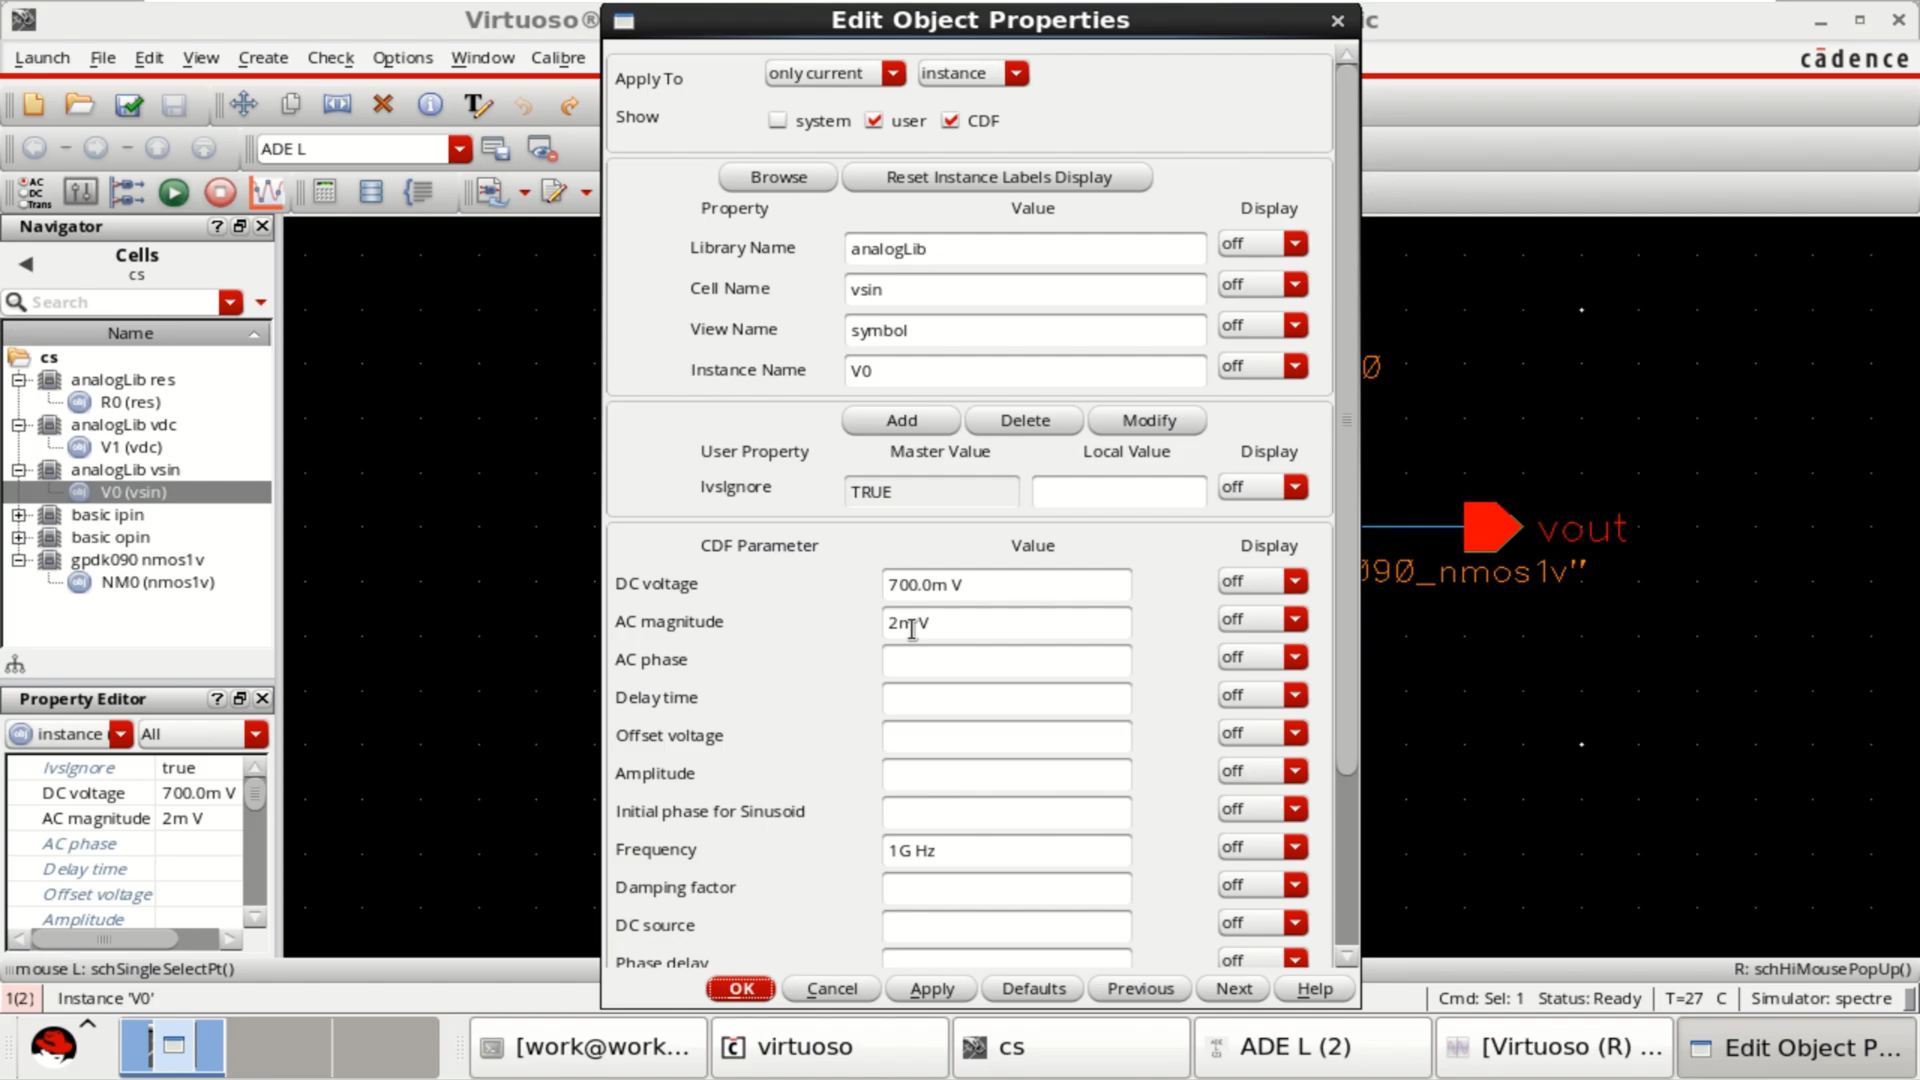 Virtuoso®
Edit Object Properties
ic
Launch File Edit View Create Check Options Window Calibre
cādence
Apply To only current instance
Show system user CDF
ADE L
AC
DC
Trans
Browse Reset Instance Labels Display
Property Value Display
Library Name analogLib off
Cell Name vsin off
View Name symbol off
Instance Name V0 off
Add Delete Modify
User Property Master Value Local Value Display
lvsIgnore TRUE off
CDF Parameter Value Display
DC voltage 700.0m V off
AC magnitude 2m V off
AC phase off
Delay time off
Offset voltage off
Amplitude off
Initial phase for Sinusoid off
Frequency 1G Hz off
Damping factor off
DC source off
Phase delay off
OK Cancel Apply Defaults Previous Next Help
Navigator
Cells
cs
Search
Name
cs
analogLib res
R0 (res)
analogLib vdc
V1 (vdc)
analogLib vsin
V0 (vsin)
basic ipin
basic opin
gpdk090 nmos1v
NM0 (nmos1v)
Property Editor
instance All
lvsIgnore true
DC voltage 700.0m V
AC magnitude 2m V
AC phase
Delay time
Offset voltage
Amplitude
0
vout
090_nmos1v"
mouse L: schSingleSelectPt()
R: schHiMousePopUp()
1(2) Instance 'V0'
Cmd: Sel: 1 Status: Ready T=27 C Simulator: spectre
[work@work... virtuoso cs ADE L (2) [Virtuoso (R) ... Edit Object P...